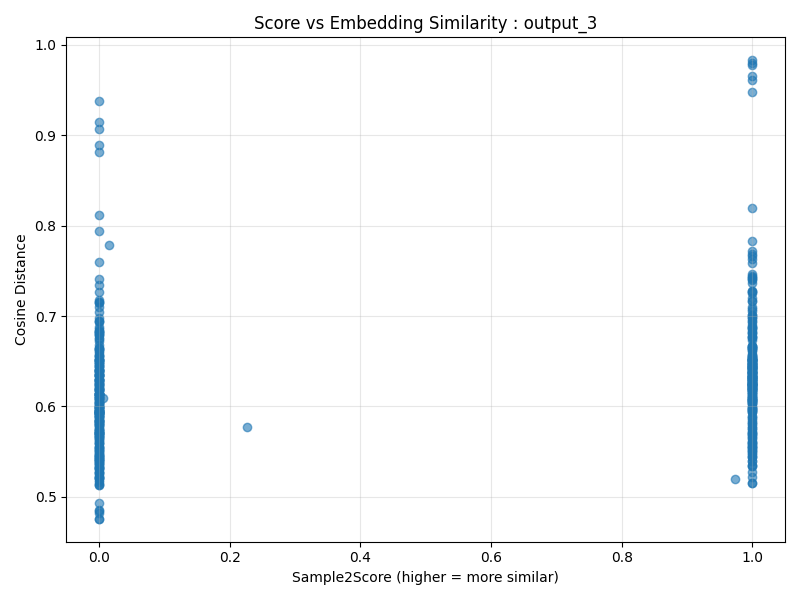 Score vs Embedding Similarity : output_3
1.0
0.9
0.8
0.7
0.6
0.5
Cosine Distance
0.0 0.2 0.4 0.6 0.8 1.0
Sample2Score (higher = more similar)